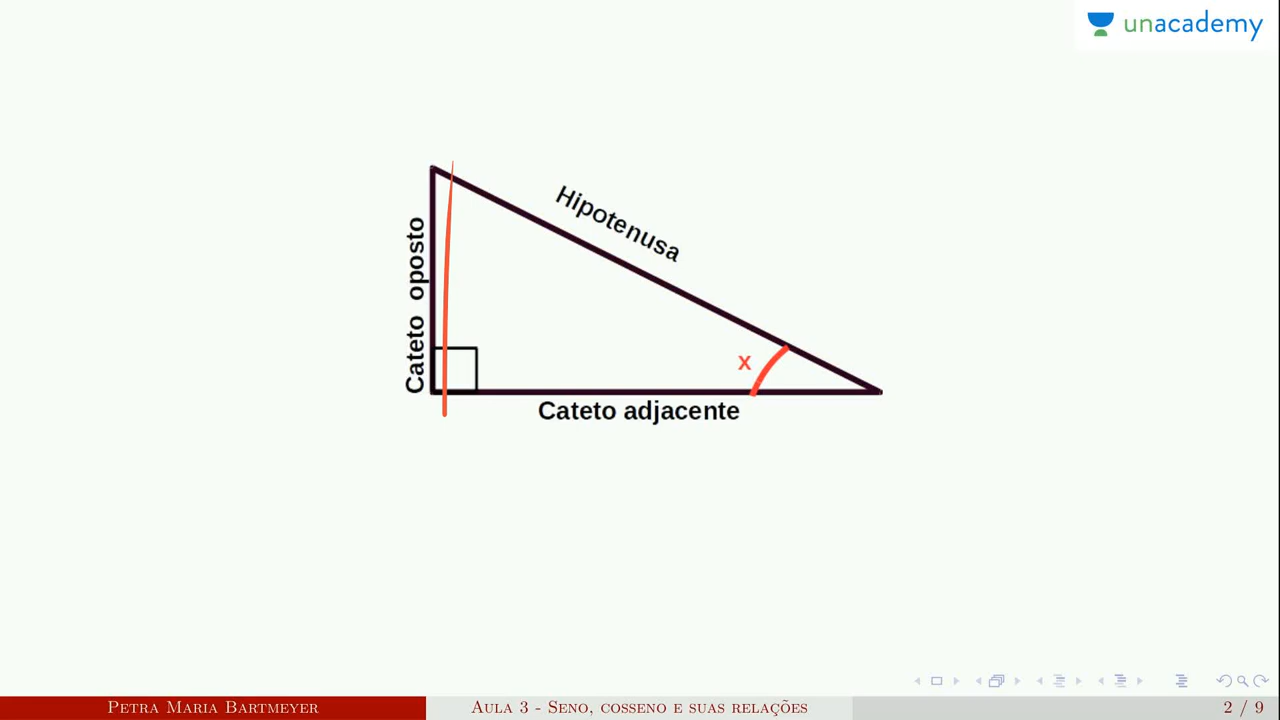 unacademy
Hipotenusa
Cateto oposto
x
Cateto adjacente
Petra Maria Bartmeyer
Aula 3 - Seno, cosseno e suas relações
2 / 9